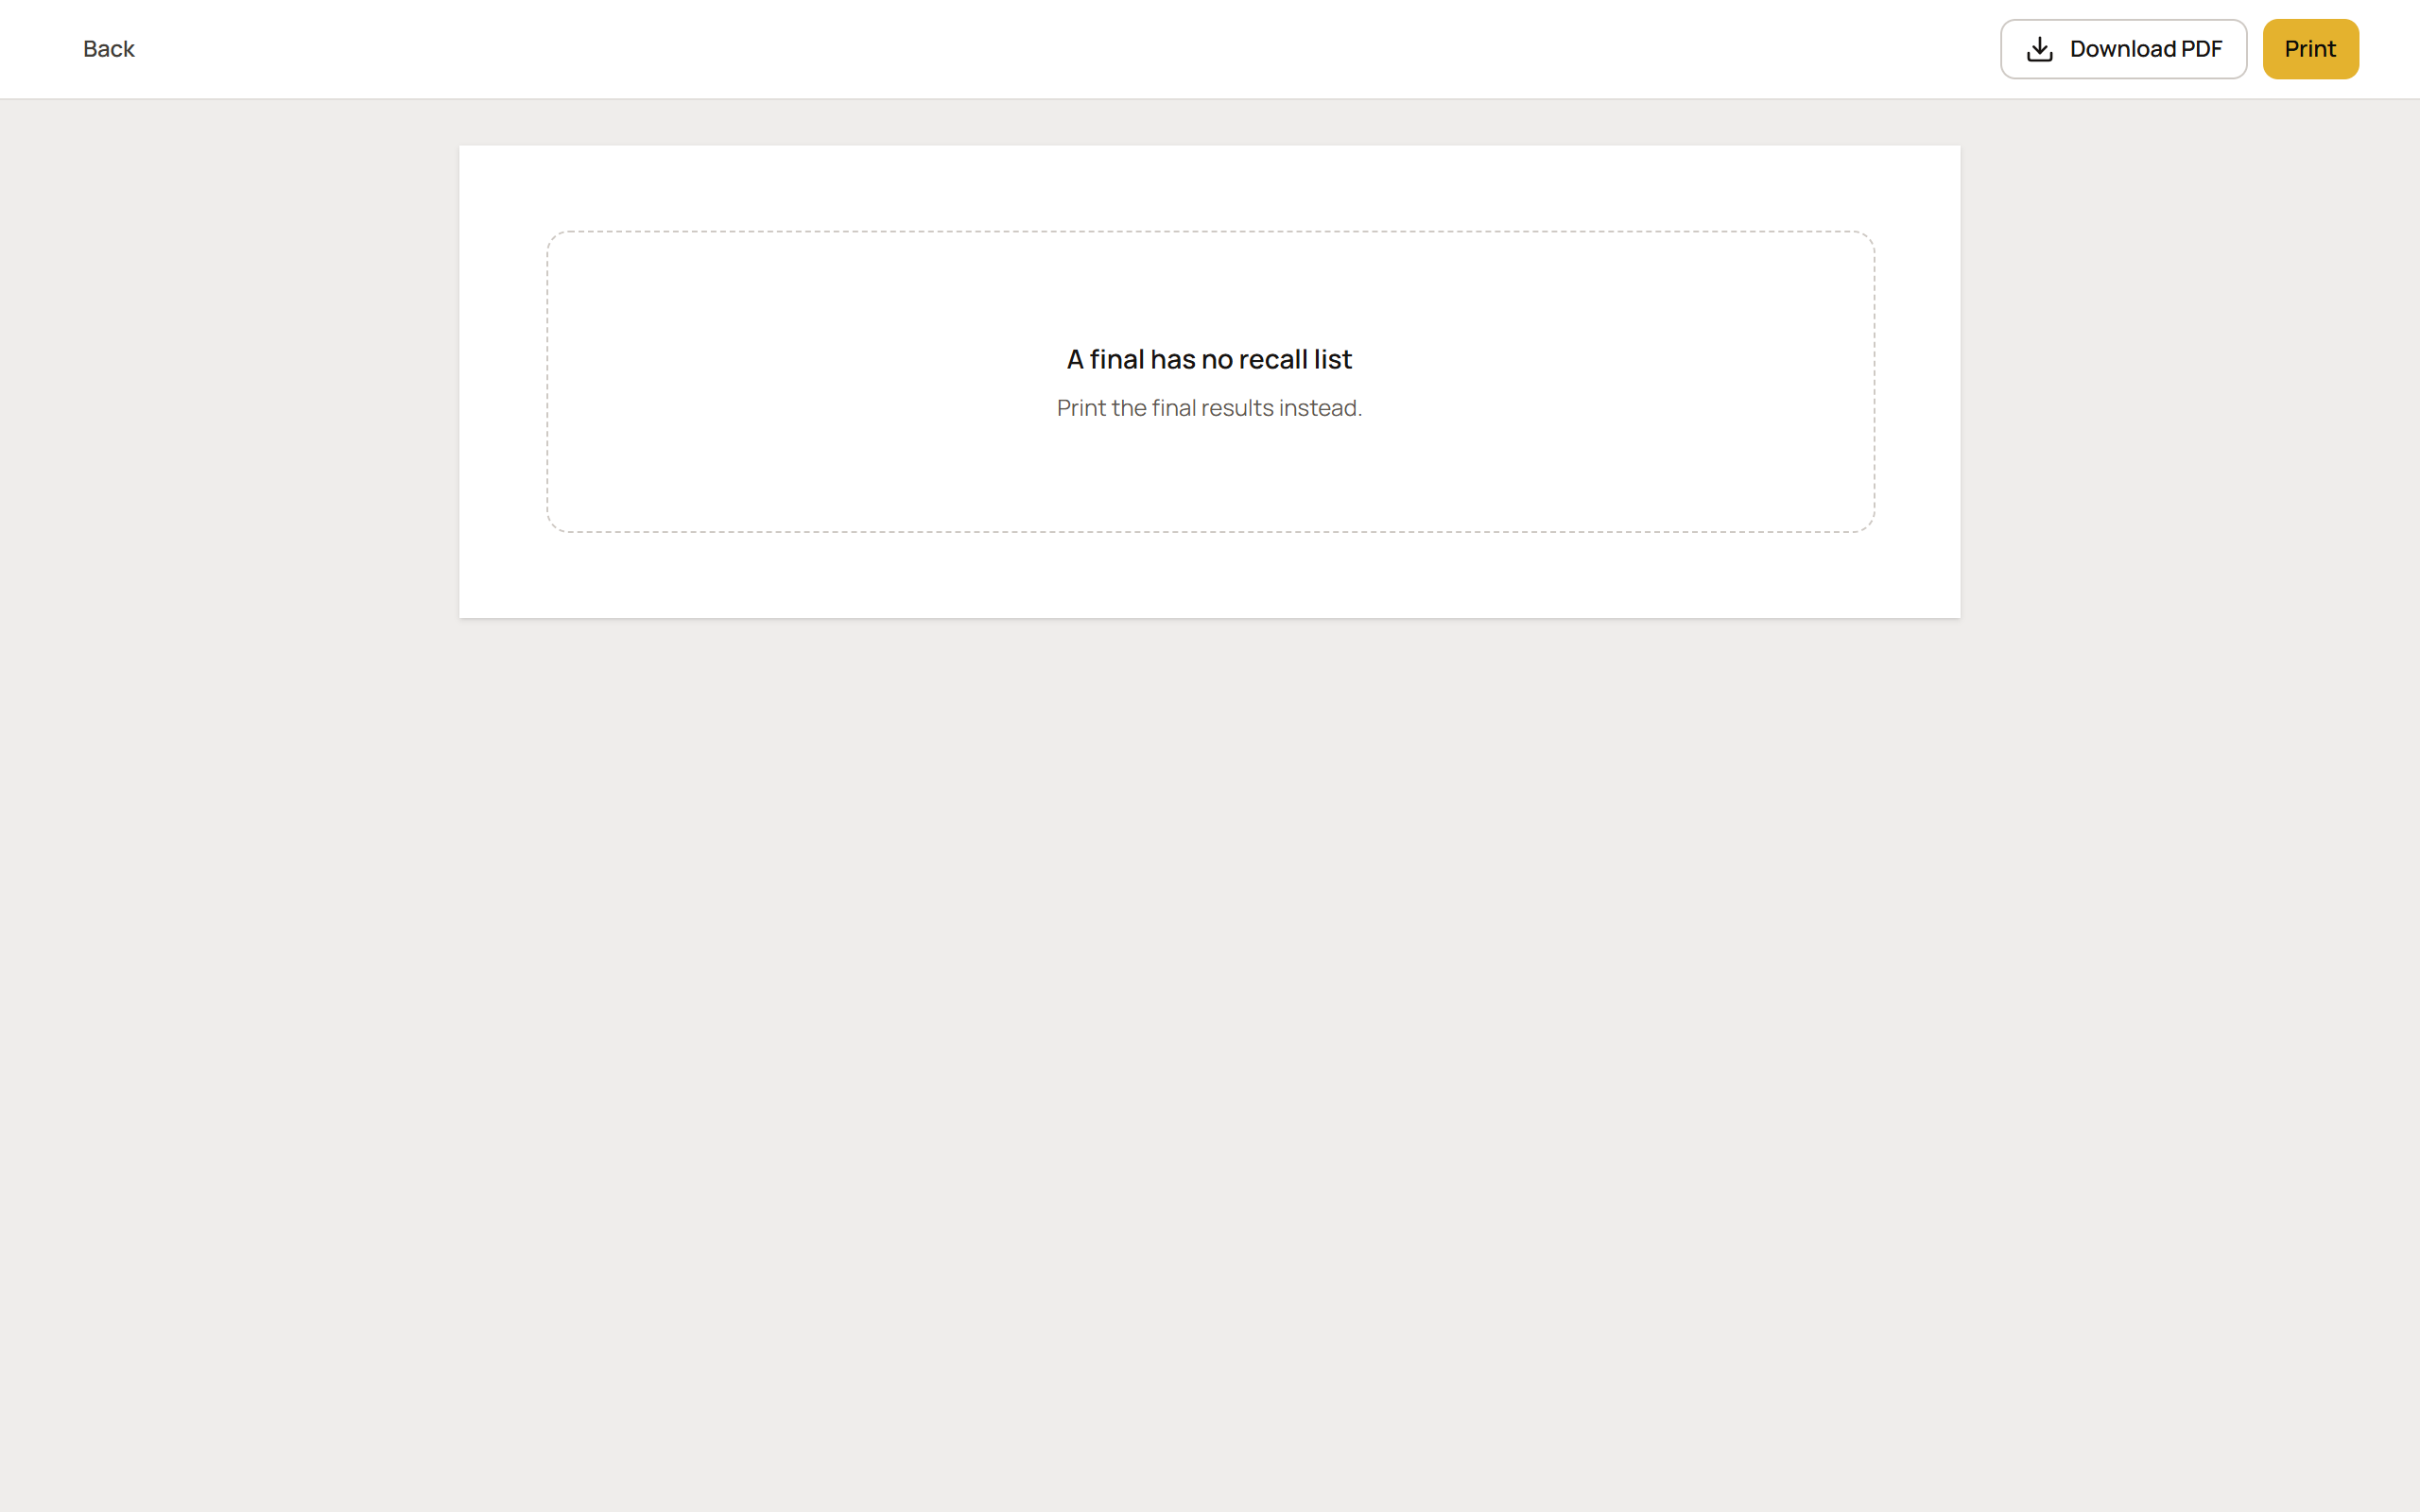 Back
Download PDF
Print
A final has no recall list
Print the final results instead.